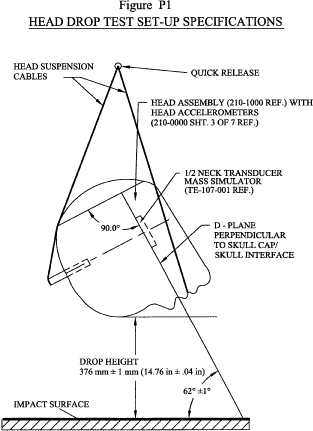 Figure P1
HEAD DROP TEST SET-UP SPECIFICATIONS
HEAD SUSPENSION
CABLES
QUICK RELEASE
HEAD ASSEMBLY (210-1000 REF.) WITH
HEAD ACCELEROMETERS
(210-0000 SHT. 3 OF 7 REF.)
1/2 NECK TRANSDUCER
MASS SIMULATOR
(TE-107-001 REF.)
90.0°
D - PLANE
PERPENDICULAR
TO SKULL CAP/
SKULL INTERFACE
DROP HEIGHT
376 mm ± 1 mm (14.76 in ± .04 in)
62° ±1°
IMPACT SURFACE